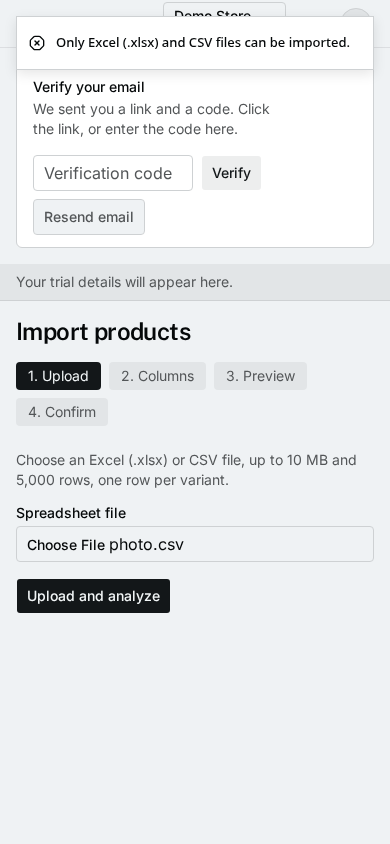 Demo Store
Only Excel (.xlsx) and CSV files can be imported.
Verify your email
We sent you a link and a code. Click
the link, or enter the code here.
Verification code
Verify
Resend email
Your trial details will appear here.
Import products
1. Upload
2. Columns
3. Preview
4. Confirm
Choose an Excel (.xlsx) or CSV file, up to 10 MB and
5,000 rows, one row per variant.
Spreadsheet file
Choose File photo.csv
Upload and analyze